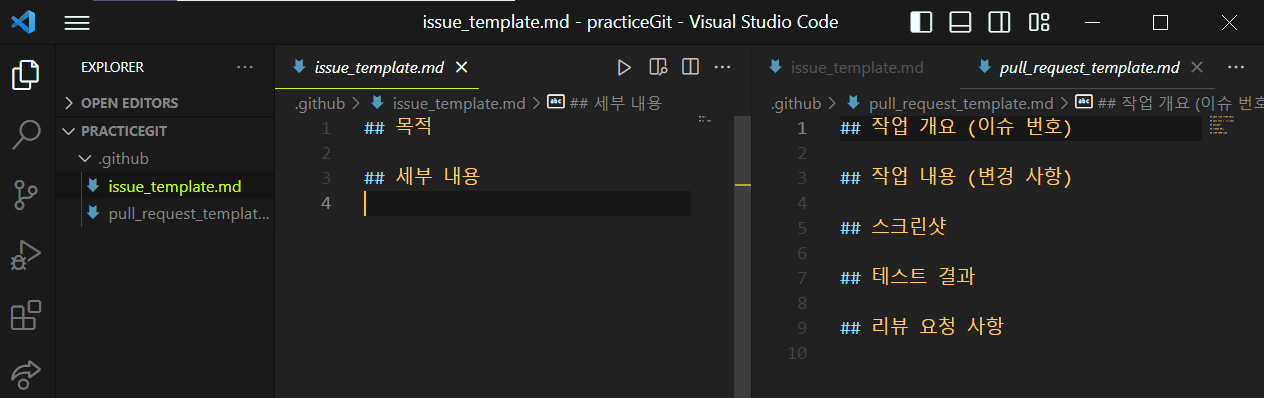 issue_template.md - practiceGit - Visual Studio Code
EXPLORER ...
OPEN EDITORS
PRACTICEGIT
.github
issue_template.md
pull_request_templat...
issue_template.md
.github > issue_template.md > ## 세부 내용
1 ## 목적
2
3 ## 세부 내용
4
issue_template.md pull_request_template.md ...
.github > pull_request_template.md > ## 작업 개요 (이슈 번호
1 ## 작업 개요 (이슈 번호)
2
3 ## 작업 내용 (변경 사항)
4
5 ## 스크린샷
6
7 ## 테스트 결과
8
9 ## 리뷰 요청 사항
10